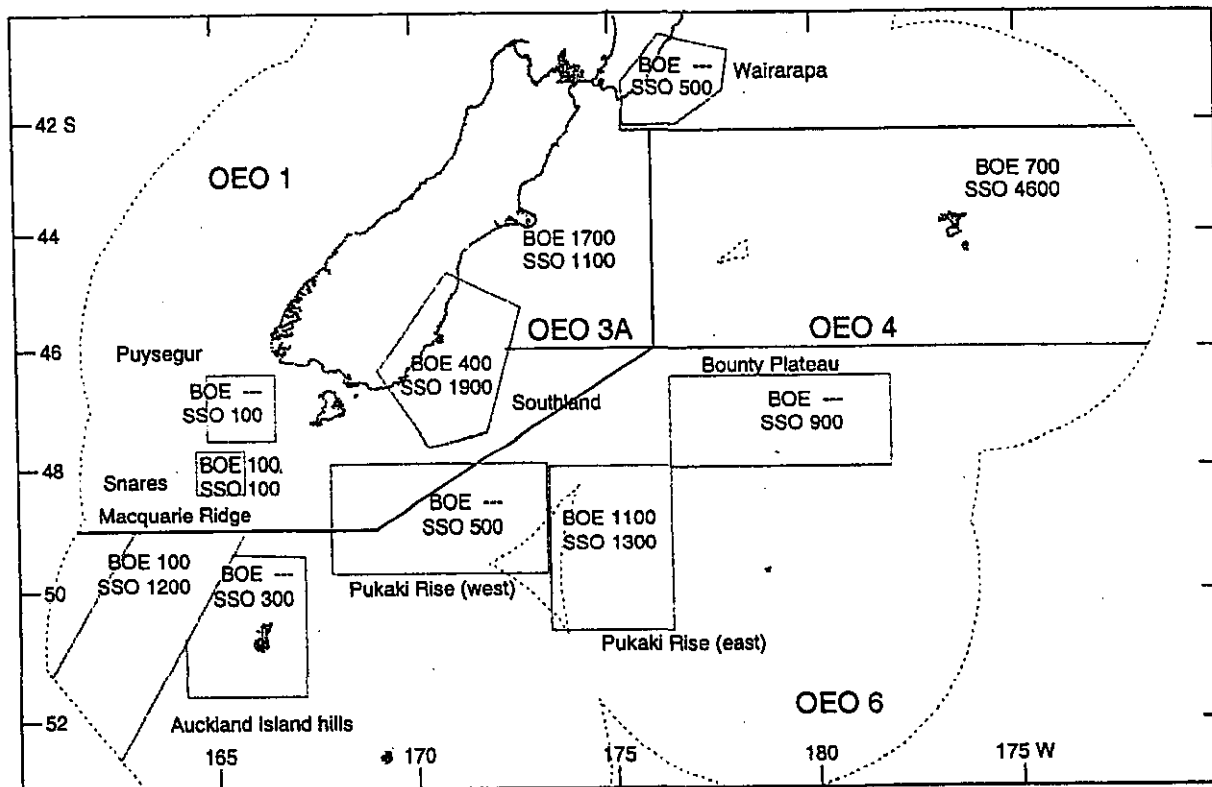 BOE ---
SSO 500
Wairarapa
42 S
OEO 1
BOE 700
SSO 4600
44
BOE 1700
SSO 1100
OEO 3A
OEO 4
46
Puysegur
BOE 400
SSO 1900
Southland
Bounty Plateau
BOE ---
SSO 100
BOE ---
SSO 900
48
Snares
BOE 100
SSO 100
Macquarie Ridge
BOE ---
SSO 500
BOE 1100
SSO 1300
BOE 100
SSO 1200
BOE ---
SSO 300
50
Pukaki Rise (west)
Pukaki Rise (east)
OEO 6
52
Auckland Island hills
165
170
175
180
175 W